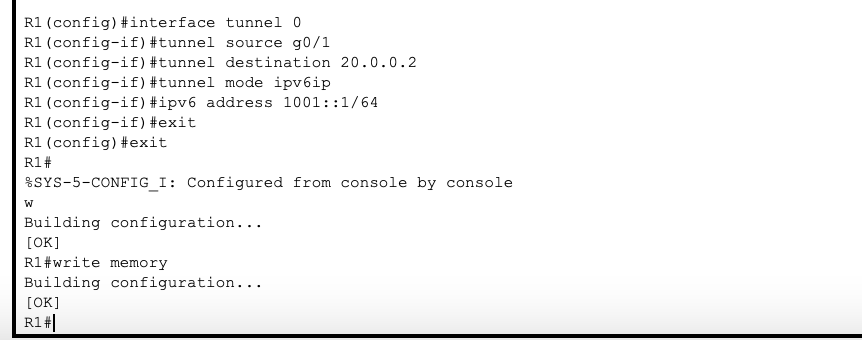 R1(config)#interface tunnel 0
R1(config-if)#tunnel source g0/1
R1(config-if)#tunnel destination 20.0.0.2
R1(config-if)#tunnel mode ipv6ip
R1(config-if)#ipv6 address 1001::1/64
R1(config-if)#exit
R1(config)#exit
R1#
%SYS-5-CONFIG_I: Configured from console by console
w
Building configuration...
[OK]
R1#write memory
Building configuration...
[OK]
R1#